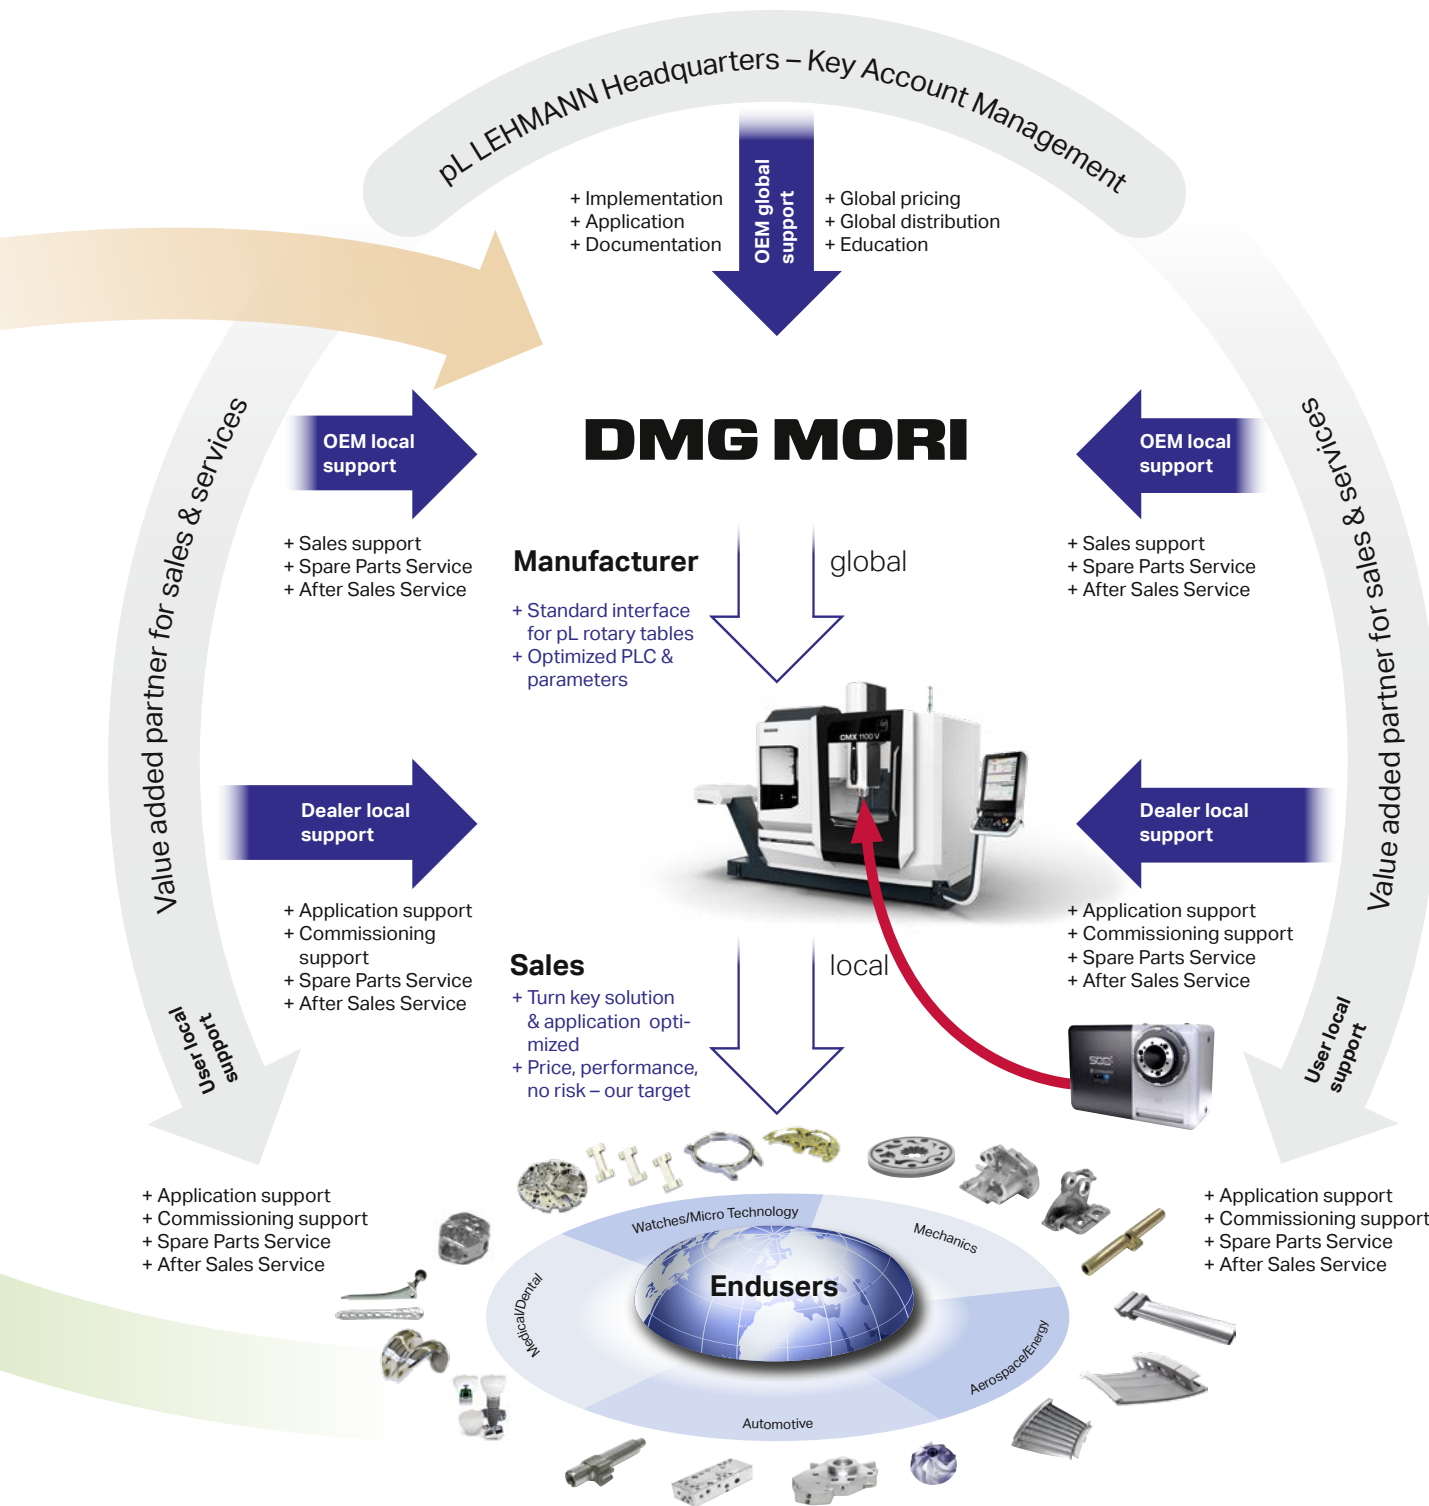 pL LEHMANN Headquarters – Key Account Management
OEM global
support
+ Implementation
+ Application
+ Documentation
+ Global pricing
+ Global distribution
+ Education
Value added partner for sales & services
Value added partner for sales & services
OEM local
support
DMG MORI
OEM local
support
+ Sales support
+ Spare Parts Service
+ After Sales Service
Manufacturer
global
+ Standard interface
for pL rotary tables
+ Optimized PLC &
parameters
+ Sales support
+ Spare Parts Service
+ After Sales Service
CMX 1100 V
Dealer local
support
Dealer local
support
+ Application support
+ Commissioning
support
+ Spare Parts Service
+ After Sales Service
Sales
local
+ Turn key solution
& application opti-
mized
+ Price, performance,
no risk – our target
+ Application support
+ Commissioning support
+ Spare Parts Service
+ After Sales Service
User local
support
User local
support
+ Application support
+ Commissioning support
+ Spare Parts Service
+ After Sales Service
+ Application support
+ Commissioning support
+ Spare Parts Service
+ After Sales Service
Watches/Micro Technology
Mechanics
Medical/Dental
Endusers
Aerospace/Energy
Automotive